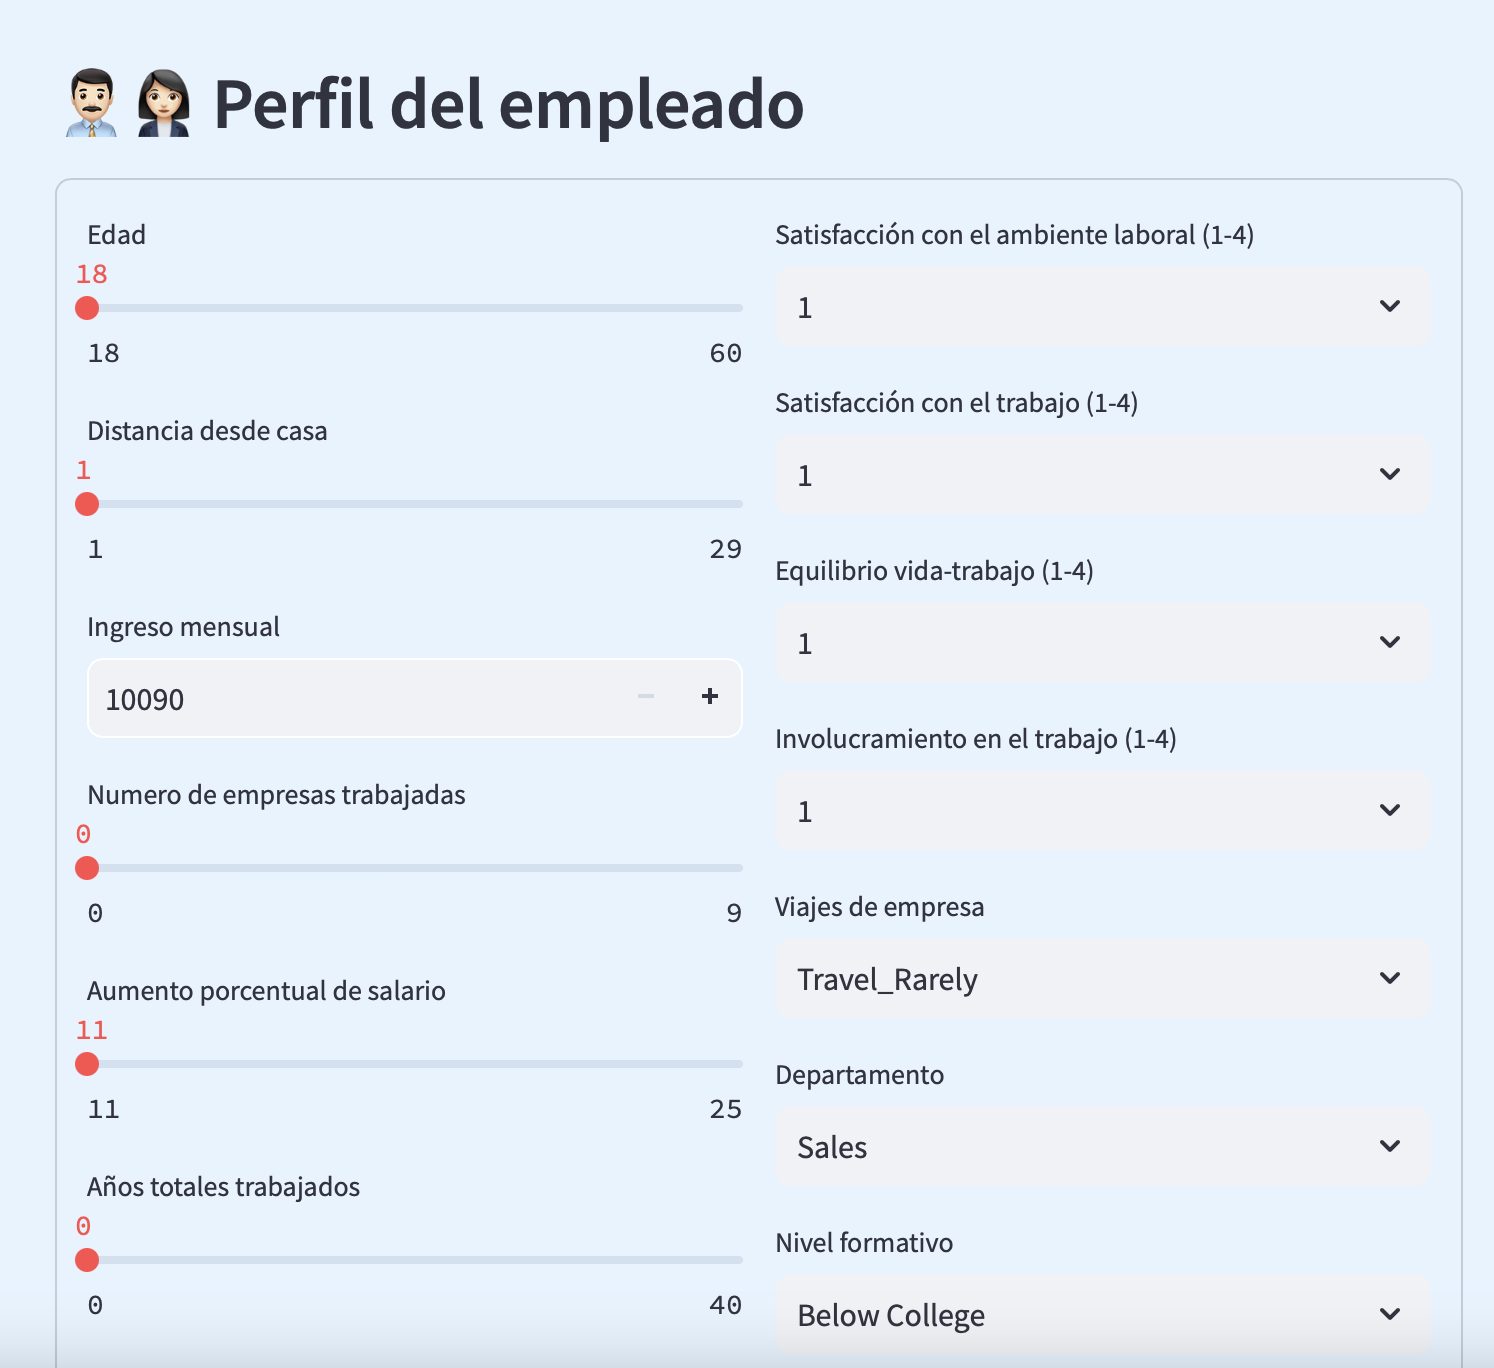 Perfil del empleado
Edad
18
18 60
Distancia desde casa
1
1 29
Ingreso mensual
10090
Numero de empresas trabajadas
0
0 9
Aumento porcentual de salario
11
11 25
Años totales trabajados
0
0 40
Satisfacción con el ambiente laboral (1-4)
1
Satisfacción con el trabajo (1-4)
1
Equilibrio vida-trabajo (1-4)
1
Involucramiento en el trabajo (1-4)
1
Viajes de empresa
Travel_Rarely
Departamento
Sales
Nivel formativo
Below College